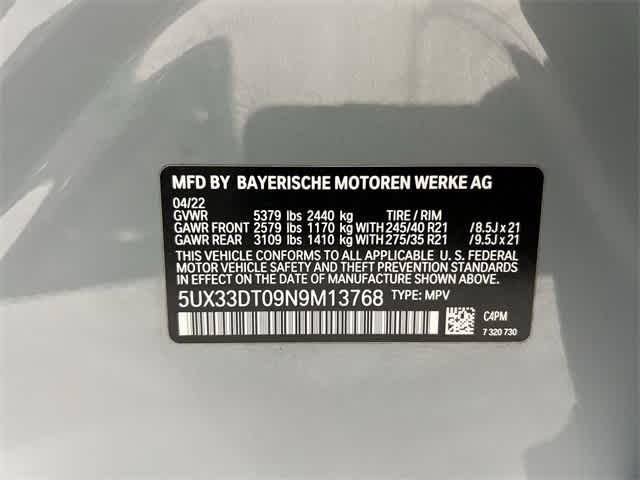 MFD BY BAYERISCHE MOTOREN WERKE AG
04/22
GVWR 5379 lbs 2440 kg TIRE / RIM
GAWR FRONT 2579 lbs 1170 kg WITH 245/40 R21 / 8.5J x 21
GAWR REAR 3109 lbs 1410 kg WITH 275/35 R21 / 9.5J x 21
THIS VEHICLE CONFORMS TO ALL APPLICABLE U. S. FEDERAL
MOTOR VEHICLE SAFETY, BUMPER, AND THEFT PREVENTION STANDARDS
IN EFFECT ON THE DATE OF MANUFACTURE SHOWN ABOVE.
5UX33DT09N9M13768 TYPE: MPV
C4PM
7 320 730